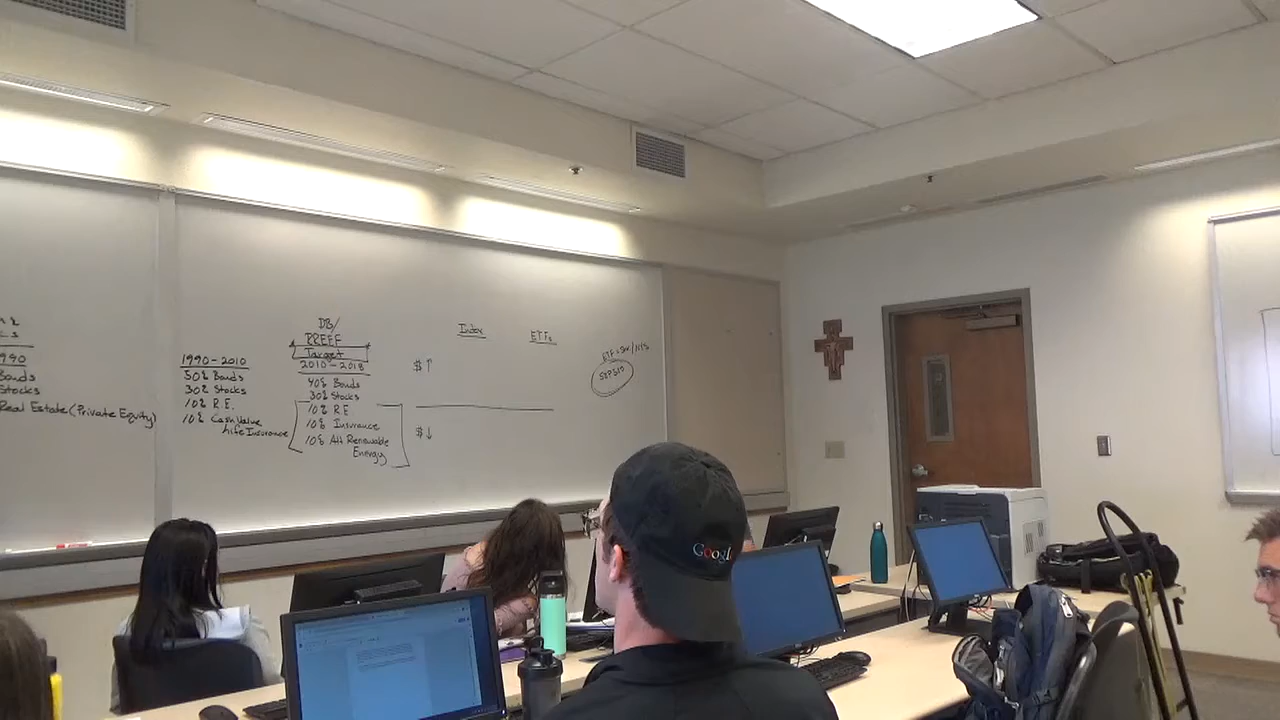 1990
Bonds
Stocks
Real Estate (Private Equity)
1990-2010
50% Bonds
30% Stocks
10% R.E.
10% Cash Value
Life Insurance
DB/
PREEF
Target
2010-2018
40% Bonds
30% Stocks
10% R.E.
10% Insurance
10% Alt Renewable
Energy
Index
ETFs
$↑
$↓
S&P500
Google